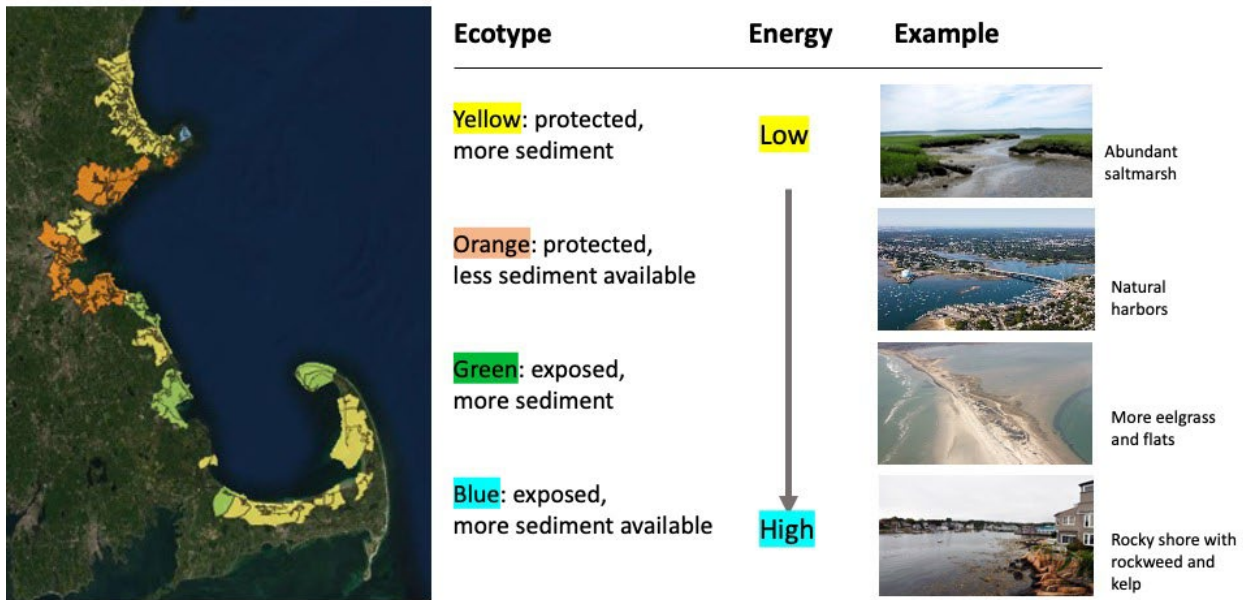 Ecotype Energy Example
Yellow: protected,
more sediment
Low
Abundant
saltmarsh
Orange: protected,
less sediment available
Natural
harbors
Green: exposed,
more sediment
More eelgrass
and flats
Blue: exposed,
more sediment available
High
Rocky shore with
rockweed and
kelp